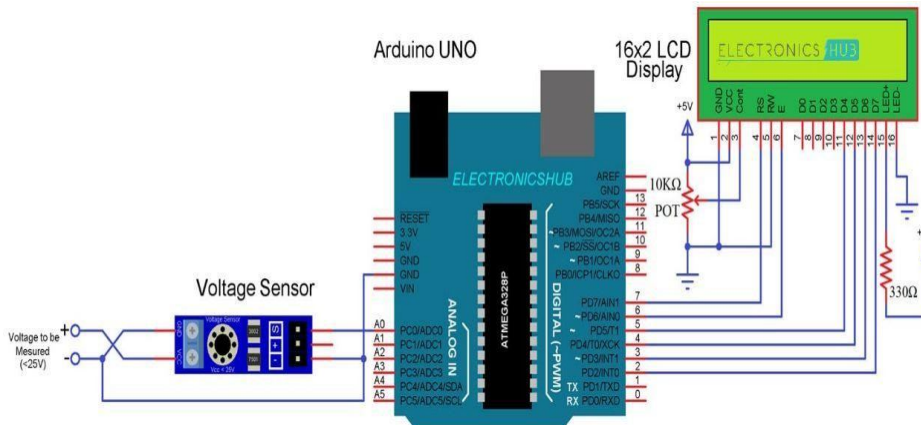 Arduino UNO
16x2 LCD
Display
ELECTRONICS HUB
GND
VCC
Cont
RS
RW
E
D0
D1
D2
D3
D4
D5
D6
D7
LED+
LED-
1
2
3
4
5
6
7
8
9
10
11
12
13
14
15
16
+5V
10KΩ
POT
330Ω
ELECTRONICSHUB
RESET
3.3V
5V
GND
GND
VIN
AREF
GND
PB5/SCK 13
PB4/MISO 12
~PB3/MOSI/OC2A 11
~ PB2/SS/OC1B 10
~ PB1/OC1A 9
PB0/ICP1/CLKO 8
PD7/AIN1 7
~PD6/AIN0 6
~ PD5/T1 5
PD4/T0/XCK 4
~PD3/INT1 3
PD2/INT0 2
TX PD1/TXD 1
RX PD0/RXD 0
DIGITAL (~PWM)
ATMEGA328P
ANALOG IN
A0 PC0/ADC0
A1 PC1/ADC1
A2 PC2/ADC2
A3 PC3/ADC3
A4 PC4/ADC4/SDA
A5 PC5/ADC5/SCL
Voltage Sensor
Voltage Sensor
GND
VCC
Vcc < 25V
S
+
-
Voltage to be
Mesured
(<25V)
+
-